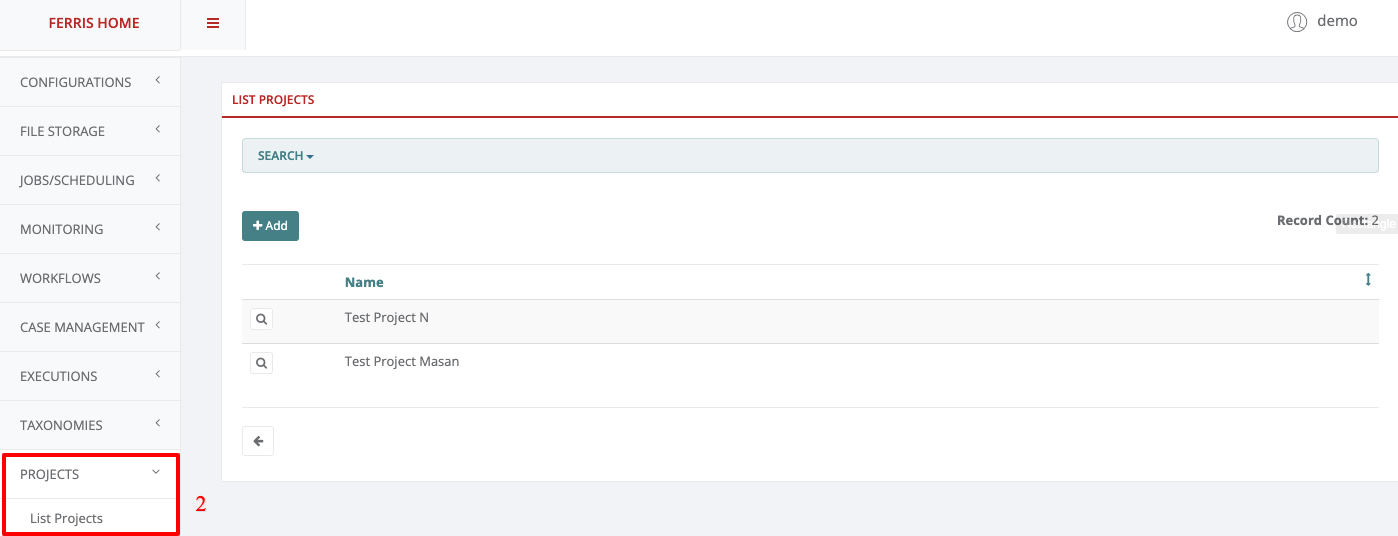 FERRIS HOME
demo
CONFIGURATIONS
FILE STORAGE
JOBS/SCHEDULING
MONITORING
WORKFLOWS
CASE MANAGEMENT
EXECUTIONS
TAXONOMIES
PROJECTS
List Projects
2
LIST PROJECTS
SEARCH
Add
Record Count: 2
Name
Test Project N
Test Project Masan